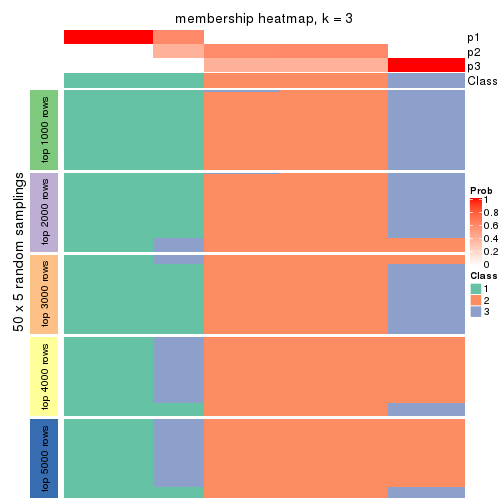 membership heatmap, k = 3
p1
p2
p3
Class
50 x 5 random samplings
top 1000 rows
top 2000 rows
top 3000 rows
top 4000 rows
top 5000 rows
Prob
1
0.8
0.6
0.4
0.2
0
Class
1
2
3